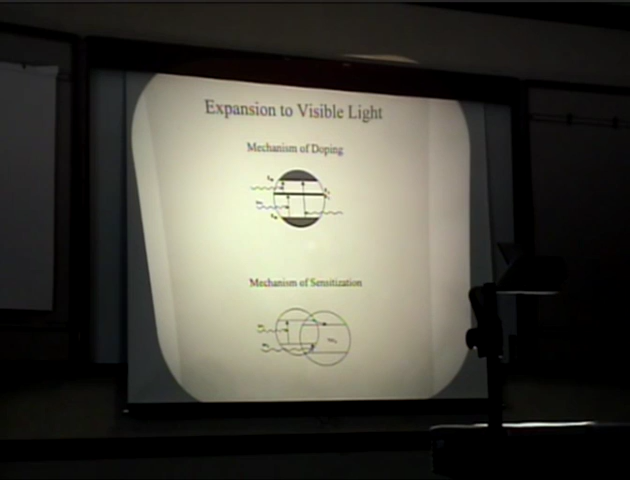 Expansion to Visible Light
Mechanism of Doping
Mechanism of Sensitization